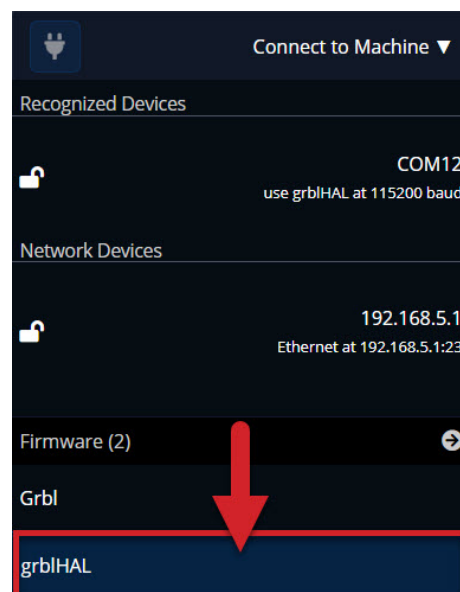 Connect to Machine ▼
Recognized Devices
COM12
use grblHAL at 115200 baud
Network Devices
192.168.5.1
Ethernet at 192.168.5.1:23
Firmware (2)
Grbl
grblHAL